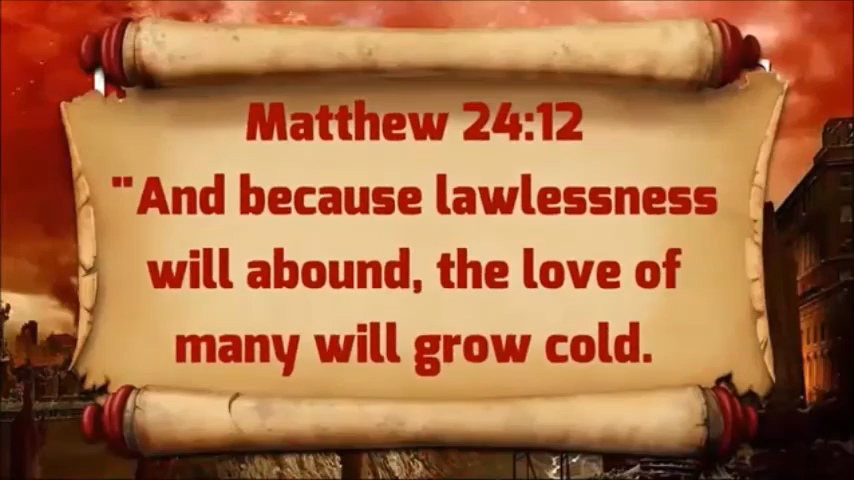 Matthew 24:12
"And because lawlessness
will abound, the love of
many will grow cold.